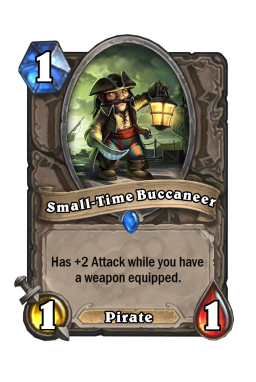 1
Small-Time Buccaneer
Has +2 Attack while you have
a weapon equipped.
1
Pirate
1